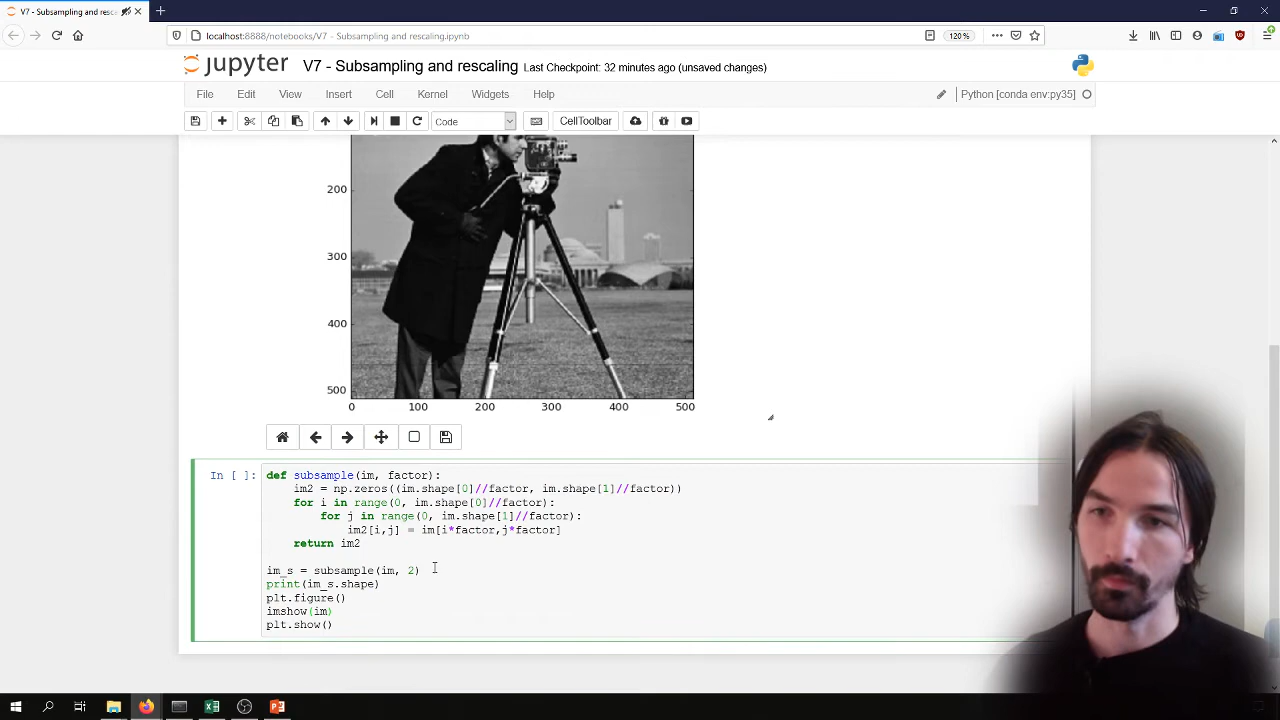 V7 - Subsampling and resca
localhost:8888/notebooks/V7 - Subsampling and rescaling.ipynb
120%
jupyter
V7 - Subsampling and rescaling Last Checkpoint: 32 minutes ago (unsaved changes)
File Edit View Insert Cell Kernel Widgets Help
Python [conda env:py35]
Code
CellToolbar
200
300
400
500
0 100 200 300 400 500
In [ ]:
def subsample(im, factor):
    im2 = np.zeros((im.shape[0]//factor, im.shape[1]//factor))
    for i in range(0, im.shape[0]//factor):
        for j in range(0, im.shape[1]//factor):
            im2[i,j] = im[i*factor,j*factor]
    return im2
im_s = subsample(im, 2)
print(im_s.shape)
plt.figure()
imshow(im)
plt.show()